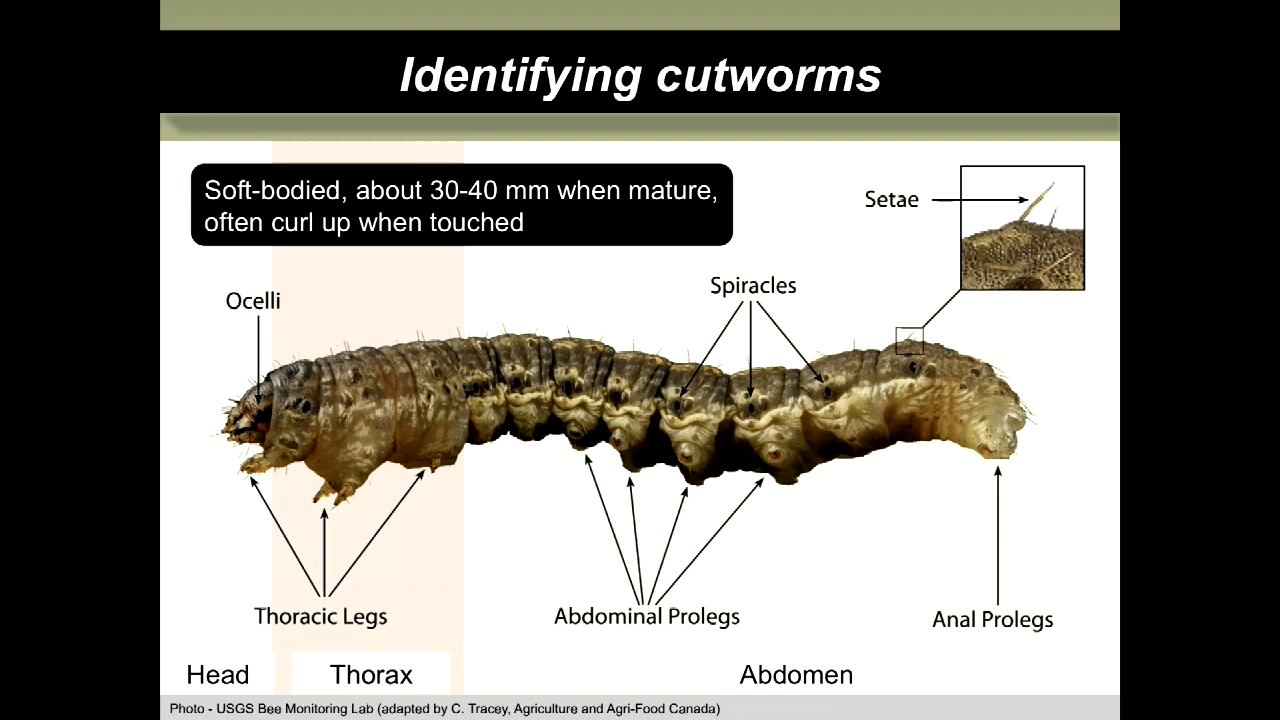 Identifying cutworms
Soft-bodied, about 30-40 mm when mature,
often curl up when touched
Setae
Spiracles
Ocelli
Thoracic Legs
Abdominal Prolegs
Anal Prolegs
Head
Thorax
Abdomen
Photo - USGS Bee Monitoring Lab (adapted by C. Tracey, Agriculture and Agri-Food Canada)